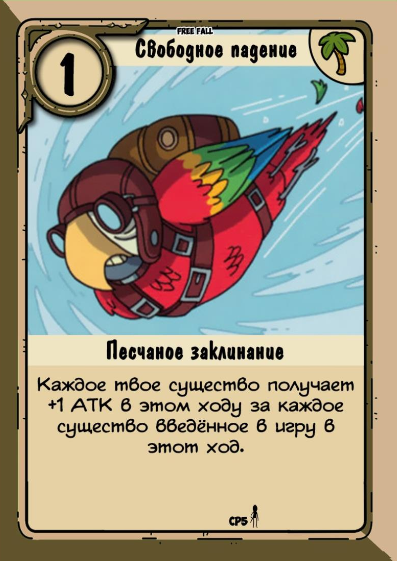 FREE FALL
1
Свободное падение
Песчаное заклинание
Каждое твое существо получает
+1 АТК в этом ходу за каждое
существо введённое в игру в
этот ход.
CP5